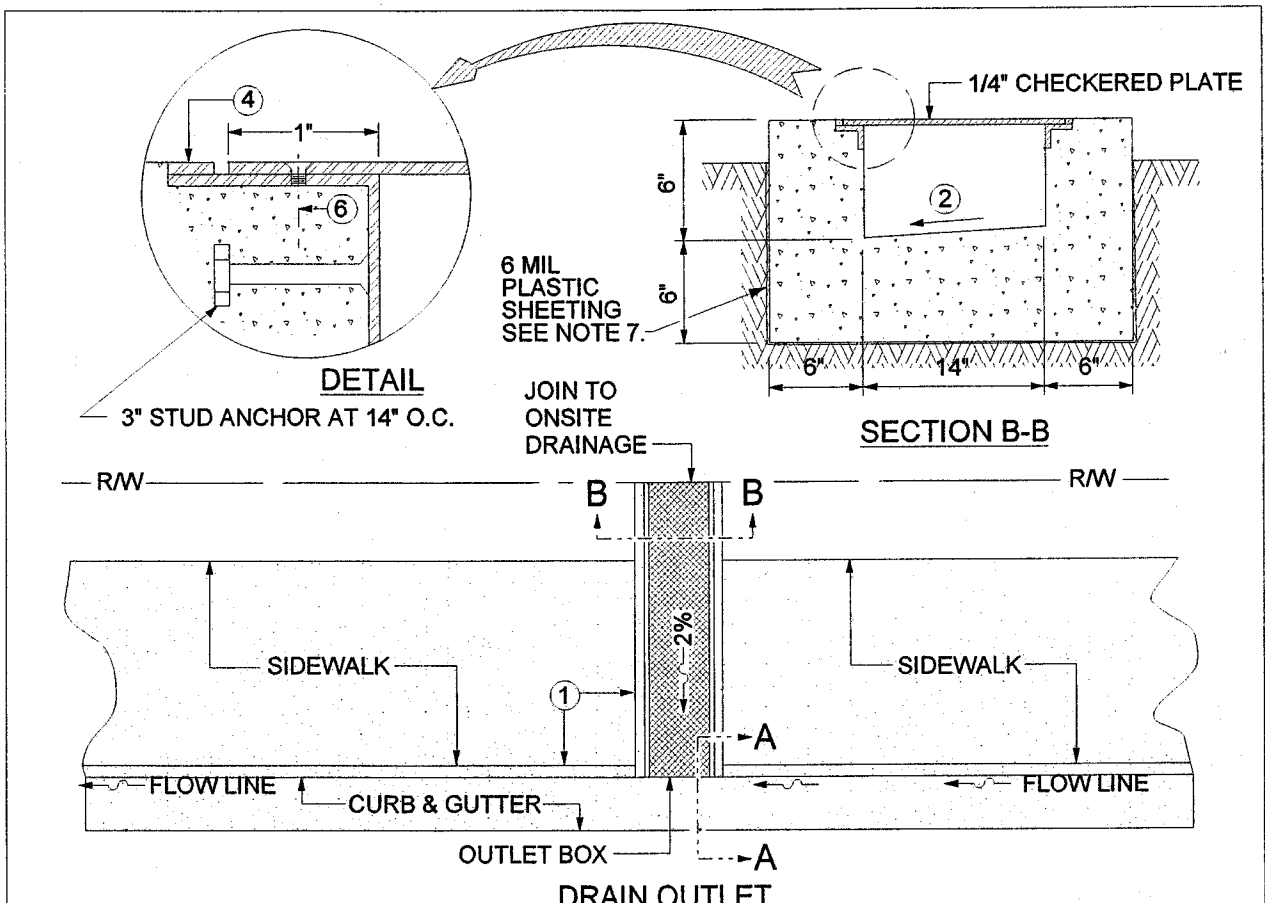 4
1"
6
DETAIL
3" STUD ANCHOR AT 14" O.C.
1/4" CHECKERED PLATE
6"
2
6"
6 MIL
PLASTIC
SHEETING
SEE NOTE 7.
6"
14"
6"
SECTION B-B
JOIN TO
ONSITE
DRAINAGE
R/W
R/W
B
B
2%
SIDEWALK
1
SIDEWALK
A
FLOW LINE
FLOW LINE
CURB & GUTTER
OUTLET BOX
A
DRAIN OUTLET